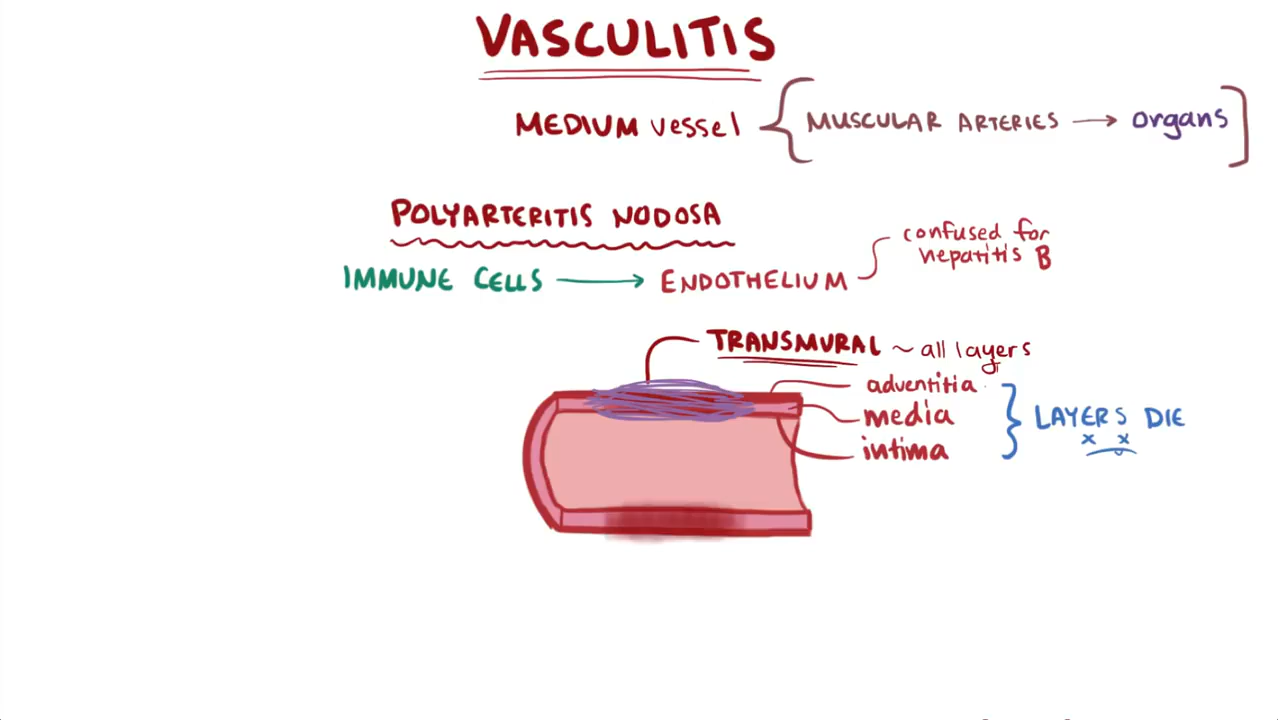 VASCULITIS
MEDIUM vessel { MUSCULAR ARTERIES → organs ]
POLYARTERITIS NODOSA
confused for
hepatitis B
IMMUNE CELLS → ENDOTHELIUM
TRANSMURAL ~ all layers
adventitia
media
intima
} LAYERS DIE
x x